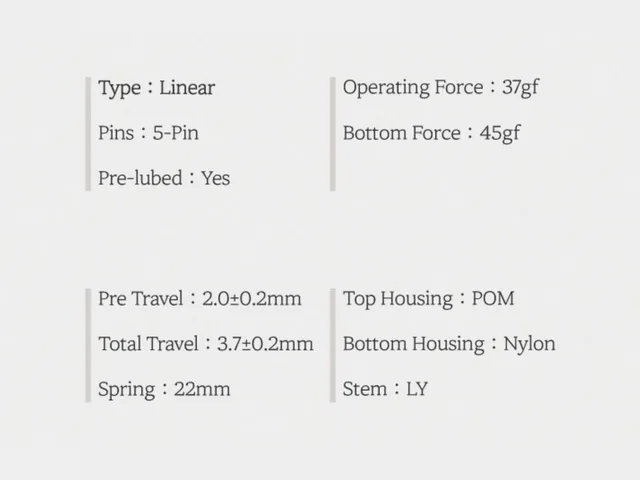 Type : Linear
Pins : 5-Pin
Pre-lubed : Yes
Operating Force : 37gf
Bottom Force : 45gf
Pre Travel : 2.0±0.2mm
Total Travel : 3.7±0.2mm
Spring : 22mm
Top Housing : POM
Bottom Housing : Nylon
Stem : LY